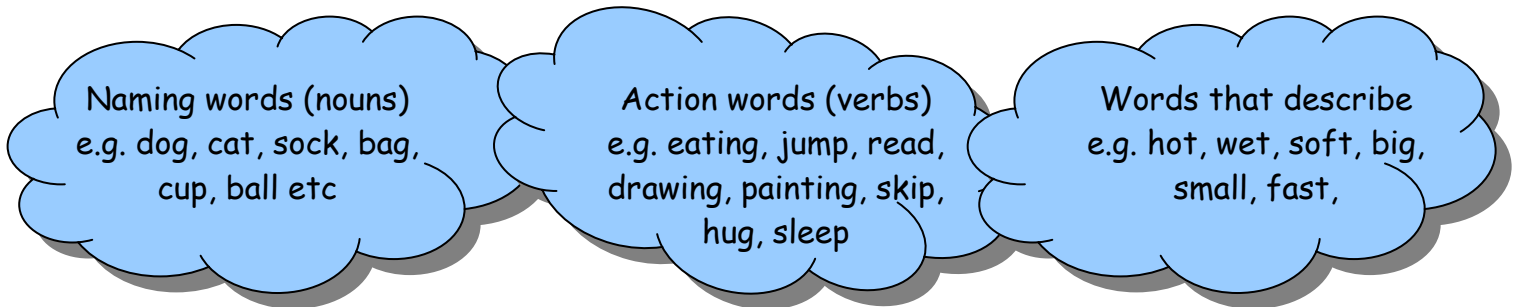 Naming words (nouns)
e.g. dog, cat, sock, bag,
cup, ball etc
Action words (verbs)
e.g. eating, jump, read,
drawing, painting, skip,
hug, sleep
Words that describe
e.g. hot, wet, soft, big,
small, fast,